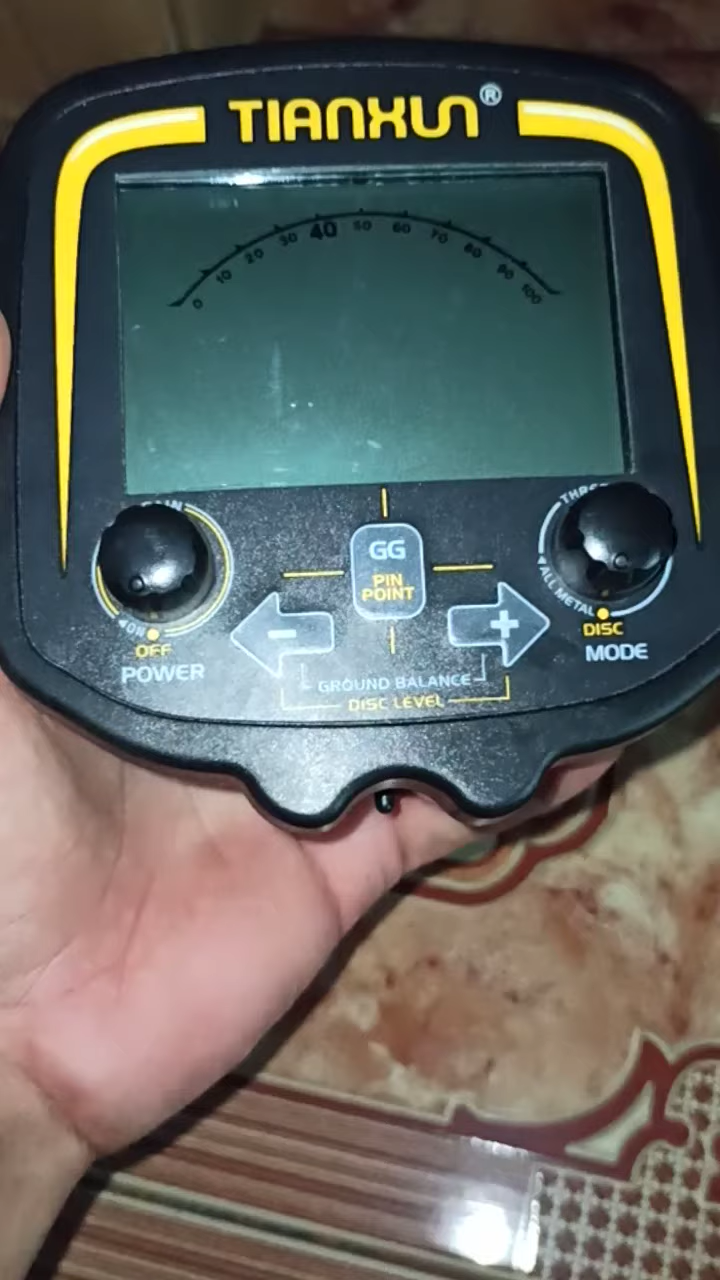 TIANXUN®
0 10 20 30 40 50 60 70 80 90 100
GG
PIN
POINT
ALL METAL
- +
ON
OFF
DISC
POWER
MODE
GROUND BALANCE
DISC LEVEL